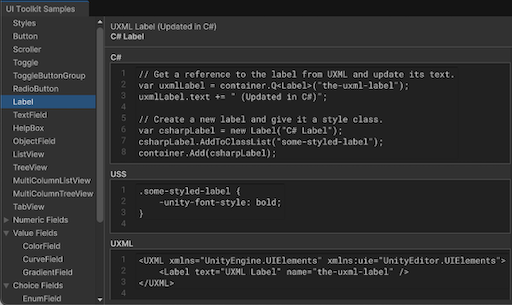 UI Toolkit Samples
Styles
Button
Scroller
Toggle
ToggleButtonGroup
RadioButton
Label
TextField
HelpBox
ObjectField
ListView
TreeView
MultiColumnListView
MultiColumnTreeView
TabView
Numeric Fields
Value Fields
ColorField
CurveField
GradientField
Choice Fields
EnumField
UXML Label (Updated in C#)
C# Label
C#
1 // Get a reference to the label from UXML and update its text.
2 var uxmlLabel = container.Q<Label>("the-uxml-label");
3 uxmlLabel.text += " (Updated in C#)";
4
5 // Create a new label and give it a style class.
6 var csharpLabel = new Label("C# Label");
7 csharpLabel.AddToClassList("some-styled-label");
8 container.Add(csharpLabel);
USS
1 .some-styled-label {
2 -unity-font-style: bold;
3 }
4
UXML
1 <UXML xmlns="UnityEngine.UIElements" xmlns:uie="UnityEditor.UIElements">
2 <Label text="UXML Label" name="the-uxml-label" />
3 </UXML>
4